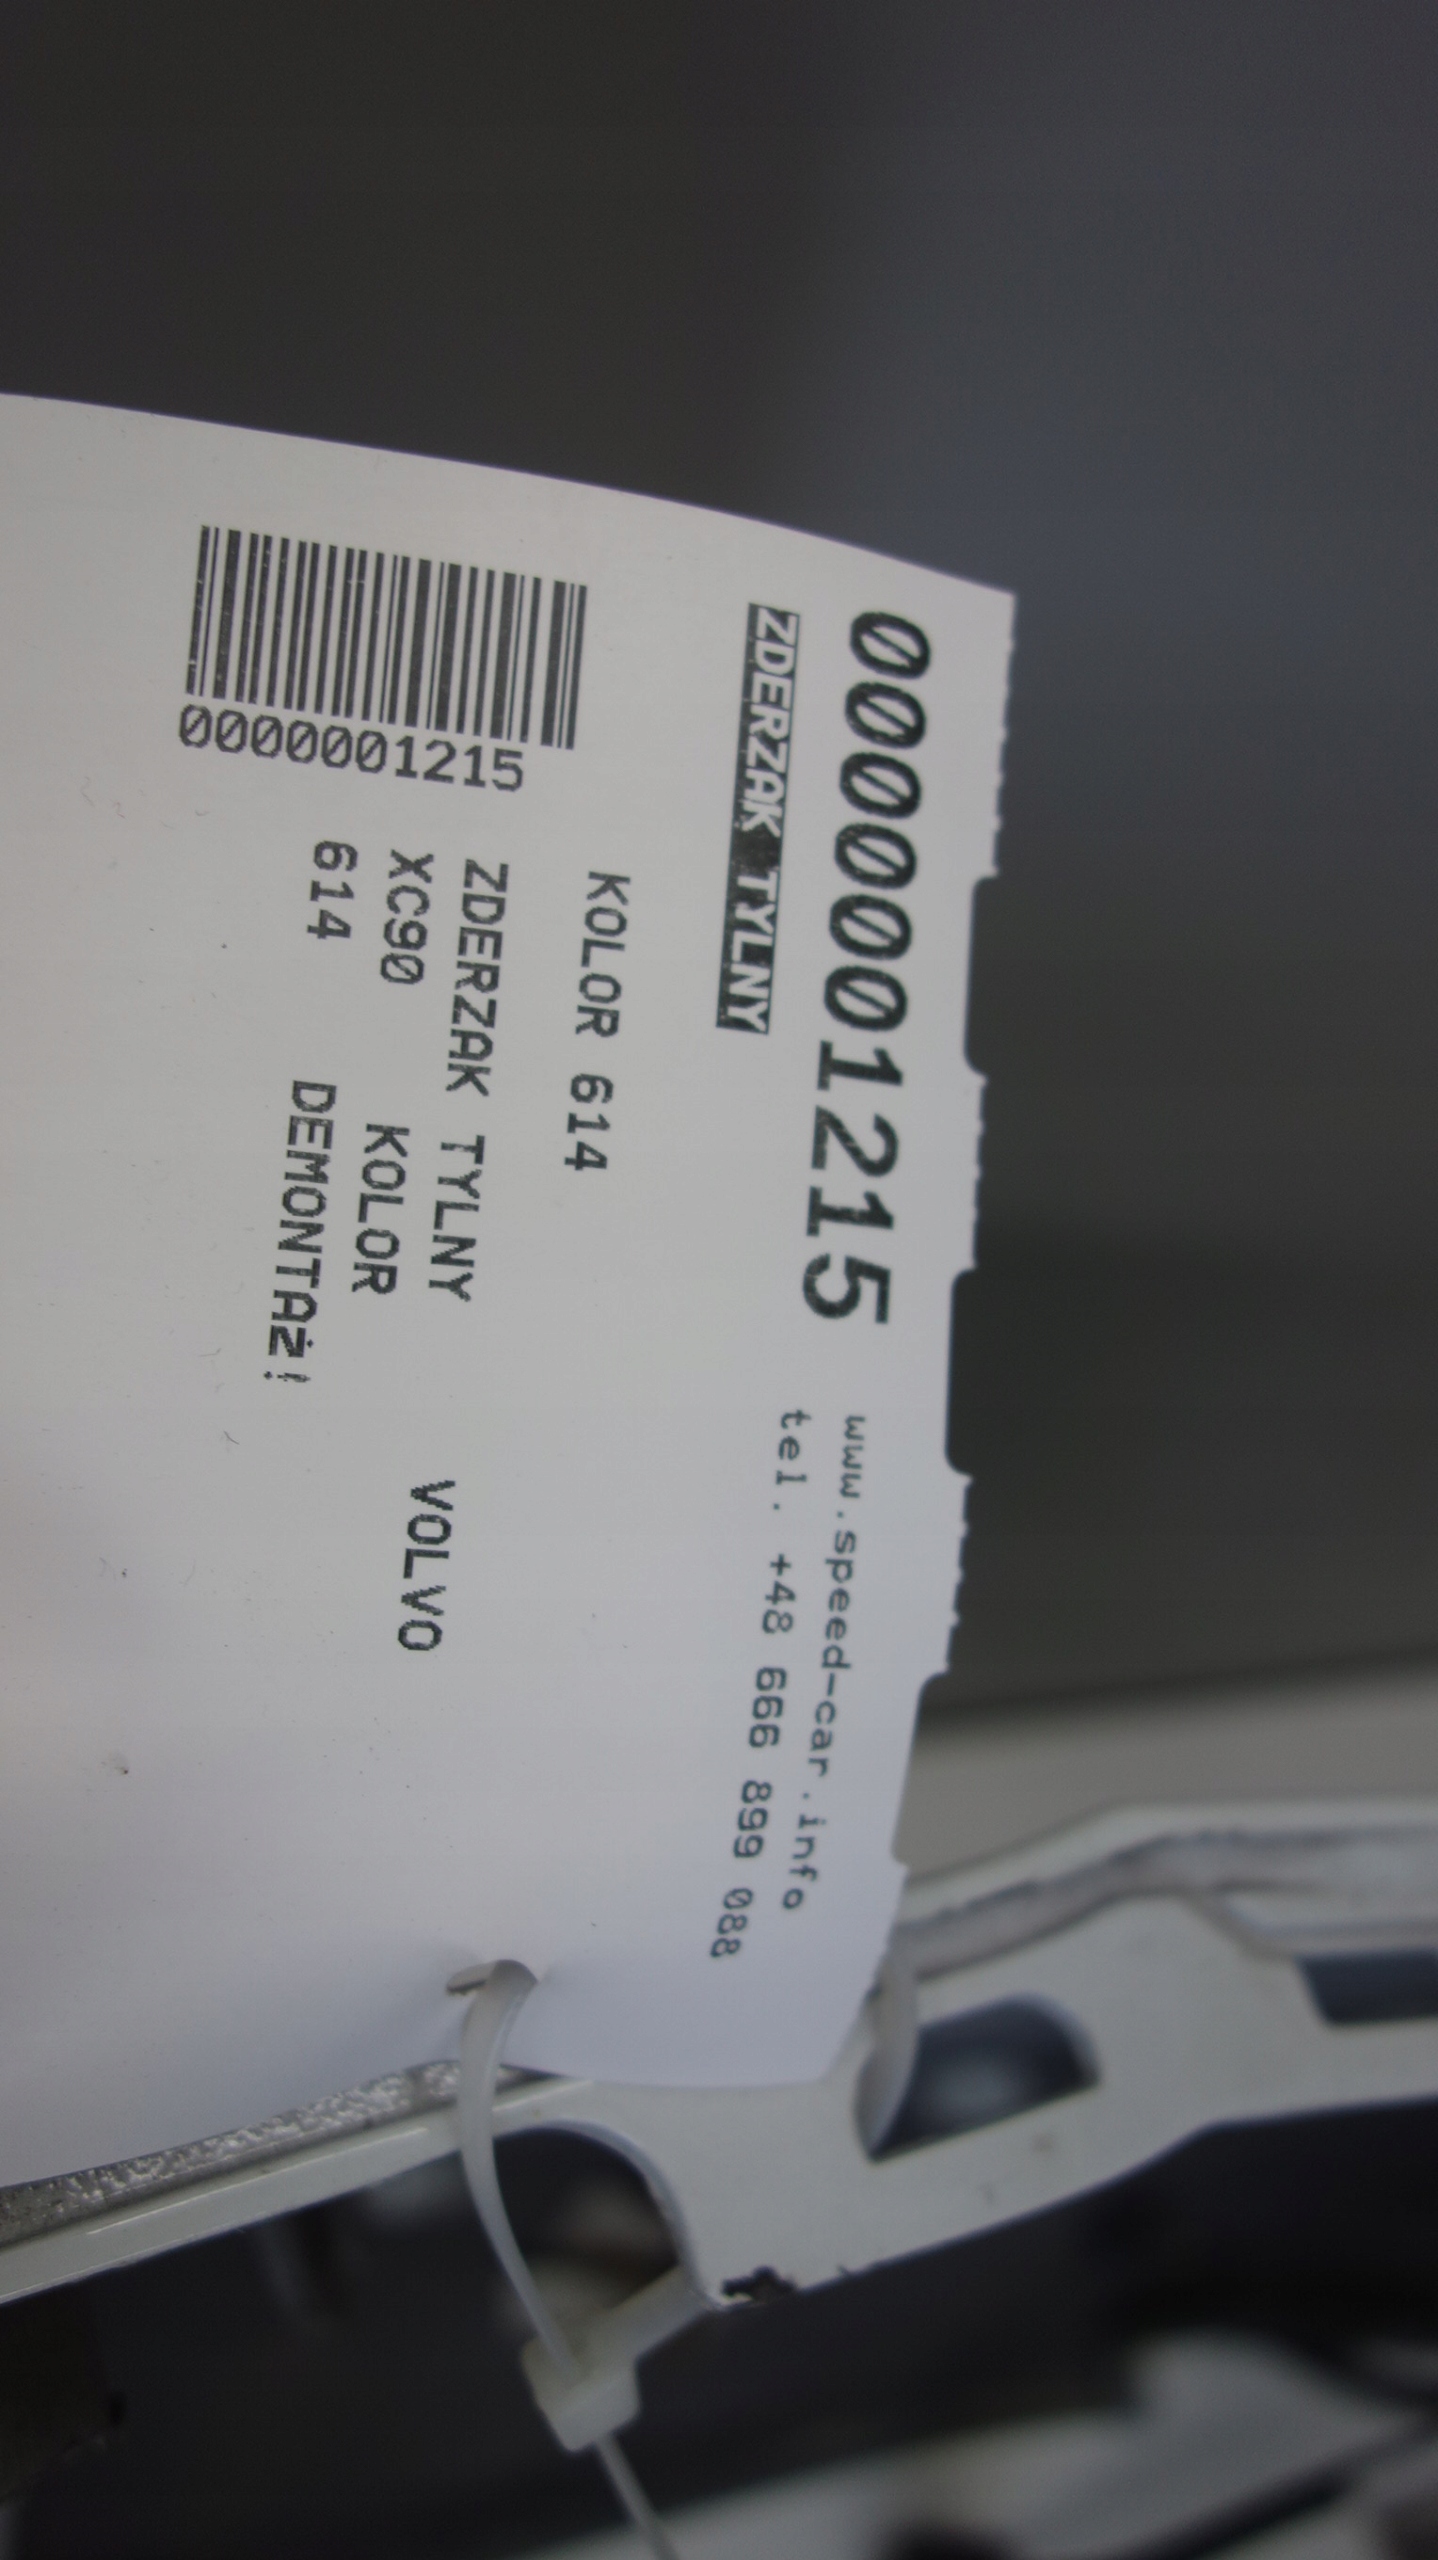 0000001215
www.speed-car.info
ZDERZAK TYLNY
tel. +48 666 899 088
KOLOR 614
ZDERZAK TYLNY VOLVO
XC90 KOLOR
614 DEMONTAŻ!
0000001215